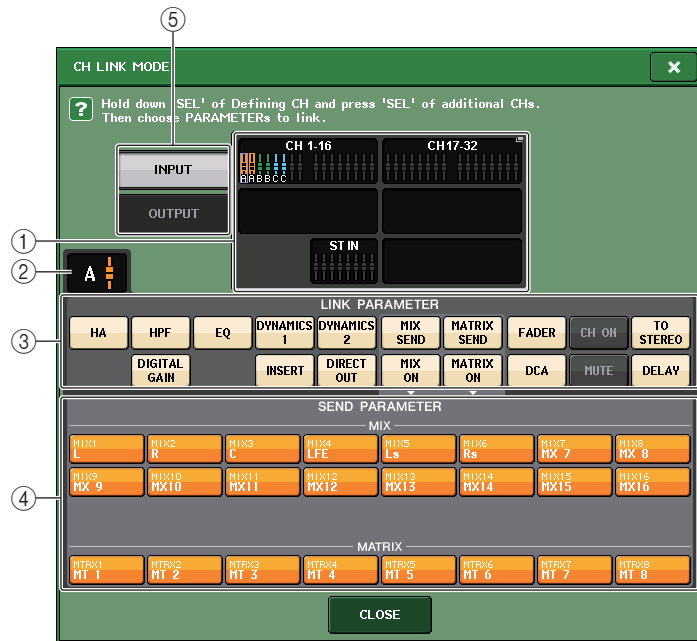 ⑤
CH LINK MODE
×
? Hold down 'SEL' of Defining CH and press 'SEL' of additional CHs.
Then choose PARAMETERs to link.
INPUT
OUTPUT
CH 1-16
CH17-32
A A B B C C
ST IN
①
②
A
LINK PARAMETER
③
HA HPF EQ DYNAMICS 1 DYNAMICS 2 MIX SEND MATRIX SEND FADER CH ON TO STEREO
DIGITAL GAIN INSERT DIRECT OUT MIX ON MATRIX ON DCA MUTE DELAY
SEND PARAMETER
MIX
MIX1 MIX2 MIX3 MIX4 MIX5 MIX6 MIX7 MIX8
L R C LFE Ls Rs MX 7 MX 8
④
MIX9 MIX10 MIX11 MIX12 MIX13 MIX14 MIX15 MIX16
MX 9 MX10 MX11 MX12 MX13 MX14 MX15 MX16
MATRIX
MTRX1 MTRX2 MTRX3 MTRX4 MTRX5 MTRX6 MTRX7 MTRX8
MT 1 MT 2 MT 3 MT 4 MT 5 MT 6 MT 7 MT 8
CLOSE